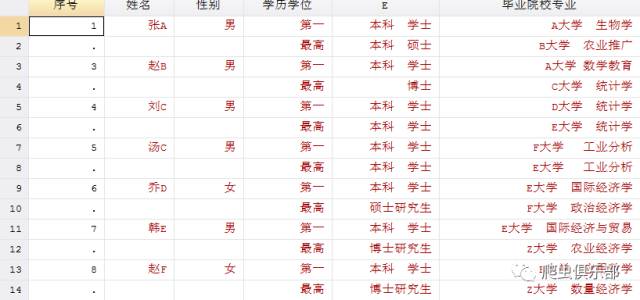 序号 姓名 性别 学历学位 E 毕业院校专业
1 1 张A 男 第一 本科 学士 A大学 生物学
2 . 最高 本科 硕士 B大学 农业推广
3 3 赵B 男 第一 本科 学士 A大学 数学教育
4 . 最高 博士 C大学 统计学
5 4 刘C 男 第一 本科 学士 D大学 统计学
6 . 最高 本科 学士 E大学 统计学
7 5 汤C 男 第一 本科 学士 F大学 工业分析
8 . 最高 本科 学士 E大学 工业分析
9 6 乔D 女 第一 本科 学士 E大学 国际经济学
10 . 最高 硕士研究生 F大学 政治经济学
11 7 韩E 男 第一 本科 学士 E大学 国际经济与贸易
12 . 最高 博士研究生 Z大学 农业经济学
13 8 赵F 女 第一 本科 学士
14 . 最高 博士研究生 Z大学 数量经济学
爬虫俱乐部